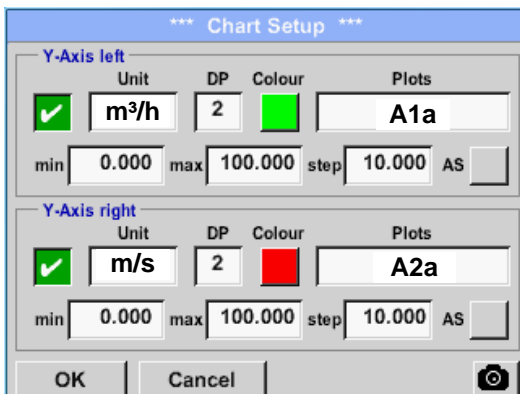 *** Chart Setup ***
Y-Axis left
Unit DP Colour Plots
m³/h 2 A1a
min 0.000 max 100.000 step 10.000 AS
Y-Axis right
Unit DP Colour Plots
m/s 2 A2a
min 0.000 max 100.000 step 10.000 AS
OK Cancel